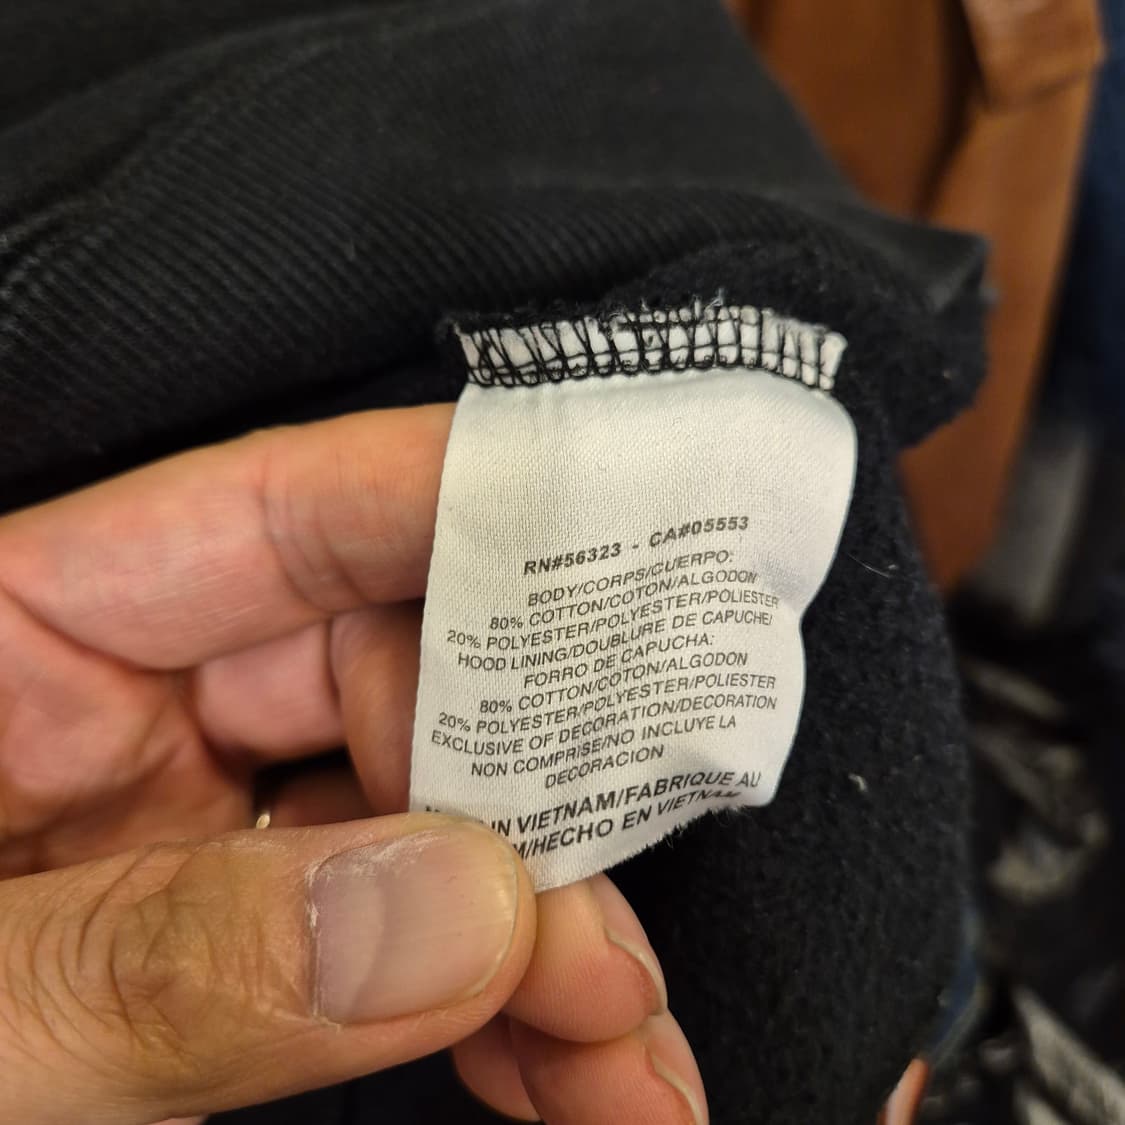 RN#56323 - CA#05553
BODY/CORPS/CUERPO:
80% COTTON/COTON/ALGODON
20% POLYESTER/POLYESTER/POLIESTER
HOOD LINING/DOUBLURE DE CAPUCHE/
FORRO DE CAPUCHA:
80% COTTON/COTON/ALGODON
20% POLYESTER/POLYESTER/POLIESTER
EXCLUSIVE OF DECORATION/DECORATION
NON COMPRISE/NO INCLUYE LA
DECORACION
IN VIETNAM/FABRIQUE AU
M/HECHO EN VIETNAM